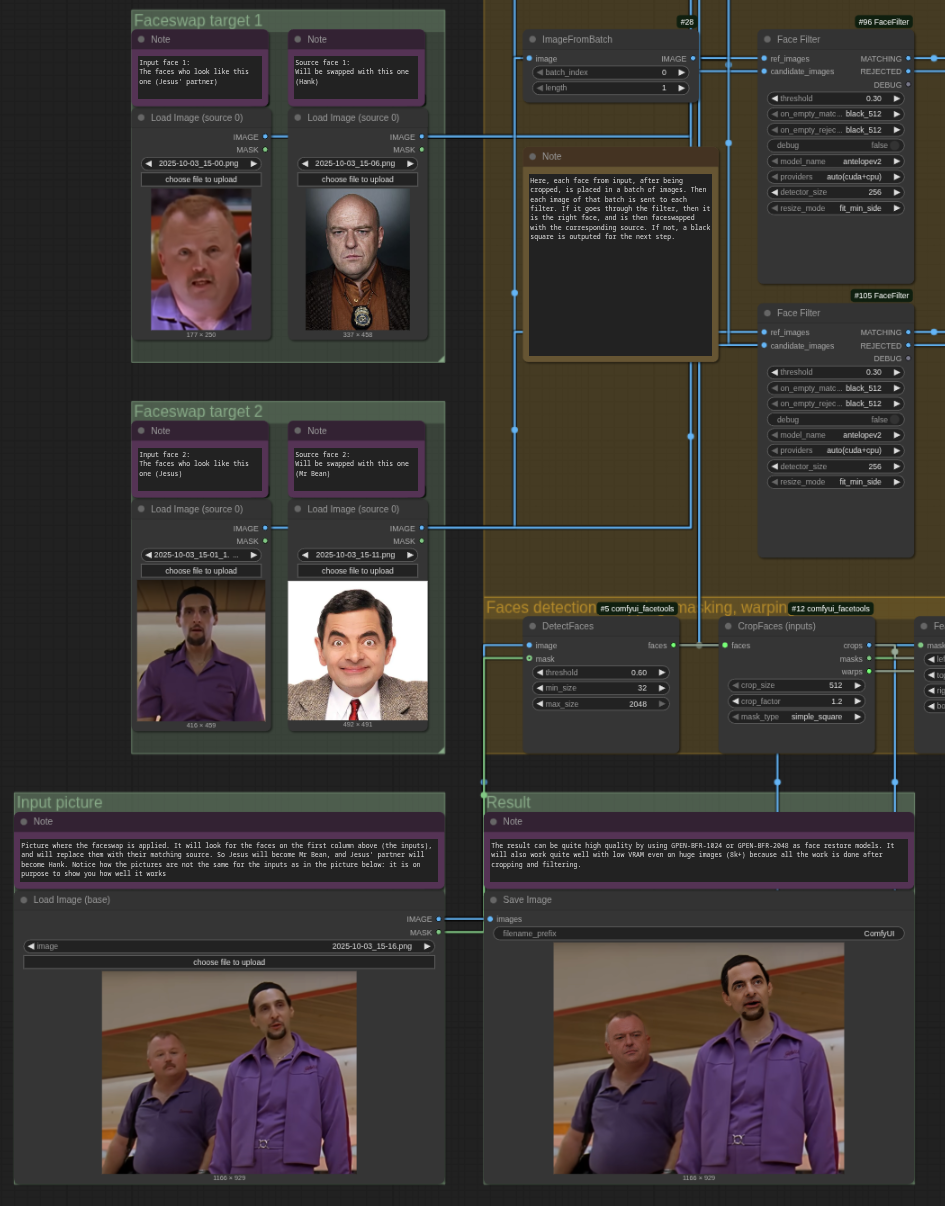 Faceswap target 1
Note
Input face 1:
The faces who look like this
one (Jesus' partner)
Note
Source face 1:
Will be swapped with this one
(Hank)
Load Image (source 0)
IMAGE
MASK
2025-10-03_15-00.png
choose file to upload
177 × 250
Load Image (source 0)
IMAGE
MASK
2025-10-03_15-06.png
choose file to upload
337 × 458
#28
ImageFromBatch
image
IMAGE
batch_index 0
length 1
Note
Here, each face from input, after being
cropped, is placed in a batch of images. Then
each image of that batch is sent to each
filter. If it goes through the filter, then it
is the right face, and is then faceswapped
with the corresponding source. If not, a black
square is outputed for the next step.
#96 FaceFilter
Face Filter
ref_images MATCHING
candidate_images REJECTED
DEBUG
threshold 0.30
on_empty_matc... black_512
on_empty_rejec... black_512
debug false
model_name antelopev2
providers auto(cuda+cpu)
detector_size 256
resize_mode fit_min_side
#105 FaceFilter
Face Filter
ref_images MATCHING
candidate_images REJECTED
DEBUG
threshold 0.30
on_empty_matc... black_512
on_empty_rejec... black_512
debug false
model_name antelopev2
providers auto(cuda+cpu)
detector_size 256
resize_mode fit_min_side
Faceswap target 2
Note
Input face 2:
The faces who look like this
one (Jesus)
Note
Source face 2:
Will be swapped with this one
(Mr Bean)
Load Image (source 0)
IMAGE
MASK
2025-10-03_15-01_1. ...
choose file to upload
416 × 459
Load Image (source 0)
IMAGE
MASK
2025-10-03_15-11.png
choose file to upload
492 × 491
Faces detection masking, warpin
#5 comfyui_facetools
DetectFaces
image faces
mask
threshold 0.60
min_size 32
max_size 2048
#12 comfyui_facetools
CropFaces (inputs)
faces crops
masks
warps
crop_size 512
crop_factor 1.2
mask_type simple_square
Fe
mask
lef
top
rig
bo
Input picture
Note
Picture where the faceswap is applied. It will look for the faces on the first column above (the inputs),
and will replace them with their matching source. So Jesus will become Mr Bean, and Jesus' partner will
become Hank. Notice how the pictures are not the same for the inputs as in the picture below: it is on
purpose to show you how well it works
Load Image (base)
IMAGE
MASK
image 2025-10-03_15-16.png
choose file to upload
1168 × 929
Result
Note
The result can be quite high quality by using GPEN-BFR-1024 or GPEN-BFR-2048 as face restore models. It
will also work quite well with low VRAM even on huge images (8k+) because all the work is done after
cropping and filtering.
Save Image
images
filename_prefix ComfyUI
1168 × 929